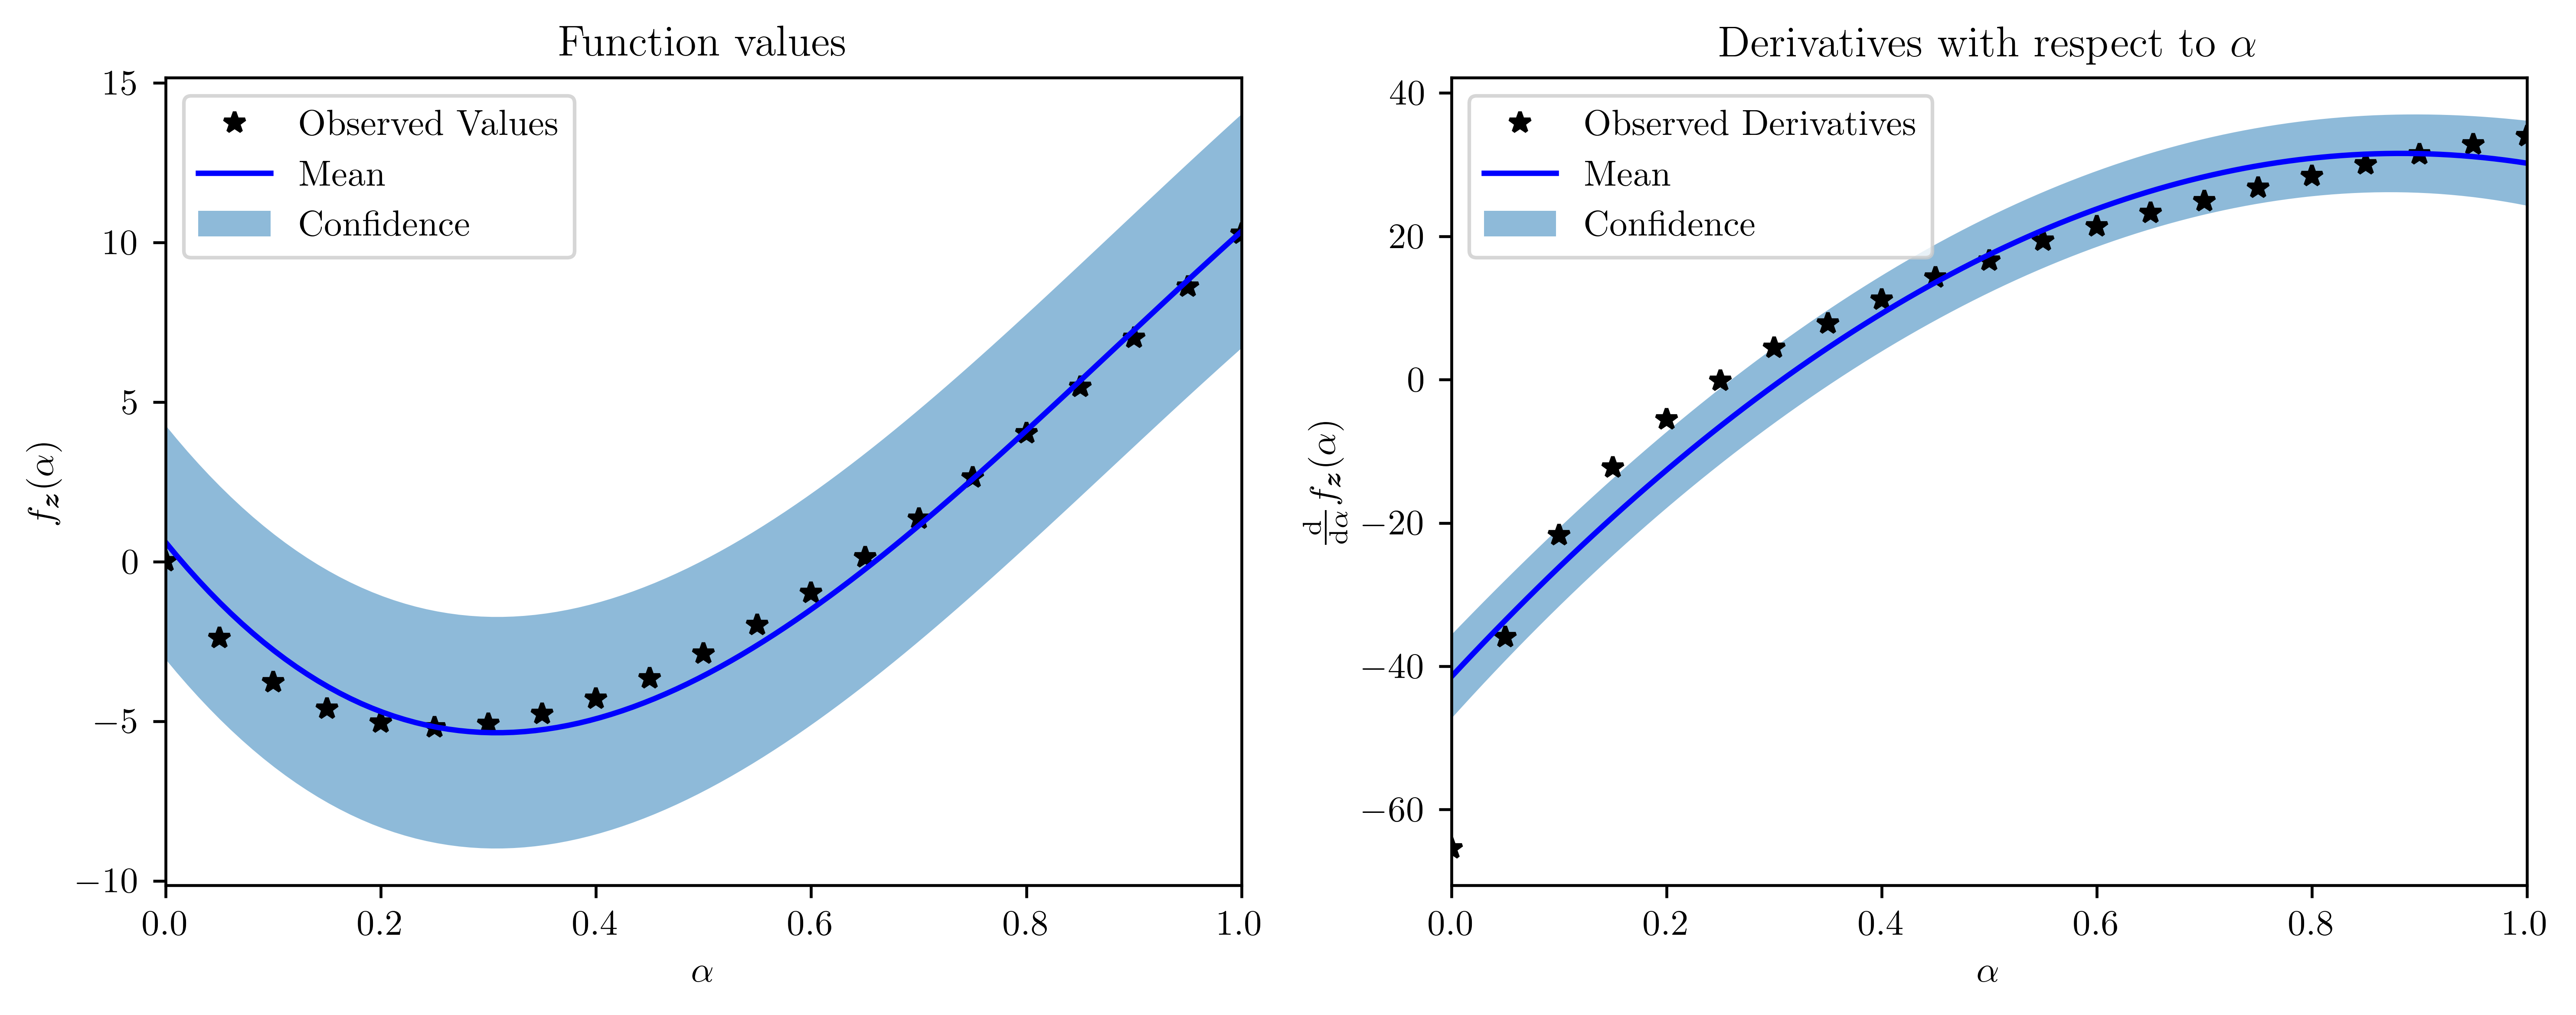 Function values
15
10
5
0
−5
−10
f_z(α)
Observed Values
Mean
Confidence
0.0 0.2 0.4 0.6 0.8 1.0
α
Derivatives with respect to α
40
20
0
−20
−40
−60
d/dα f_z(α)
Observed Derivatives
Mean
Confidence
0.0 0.2 0.4 0.6 0.8 1.0
α